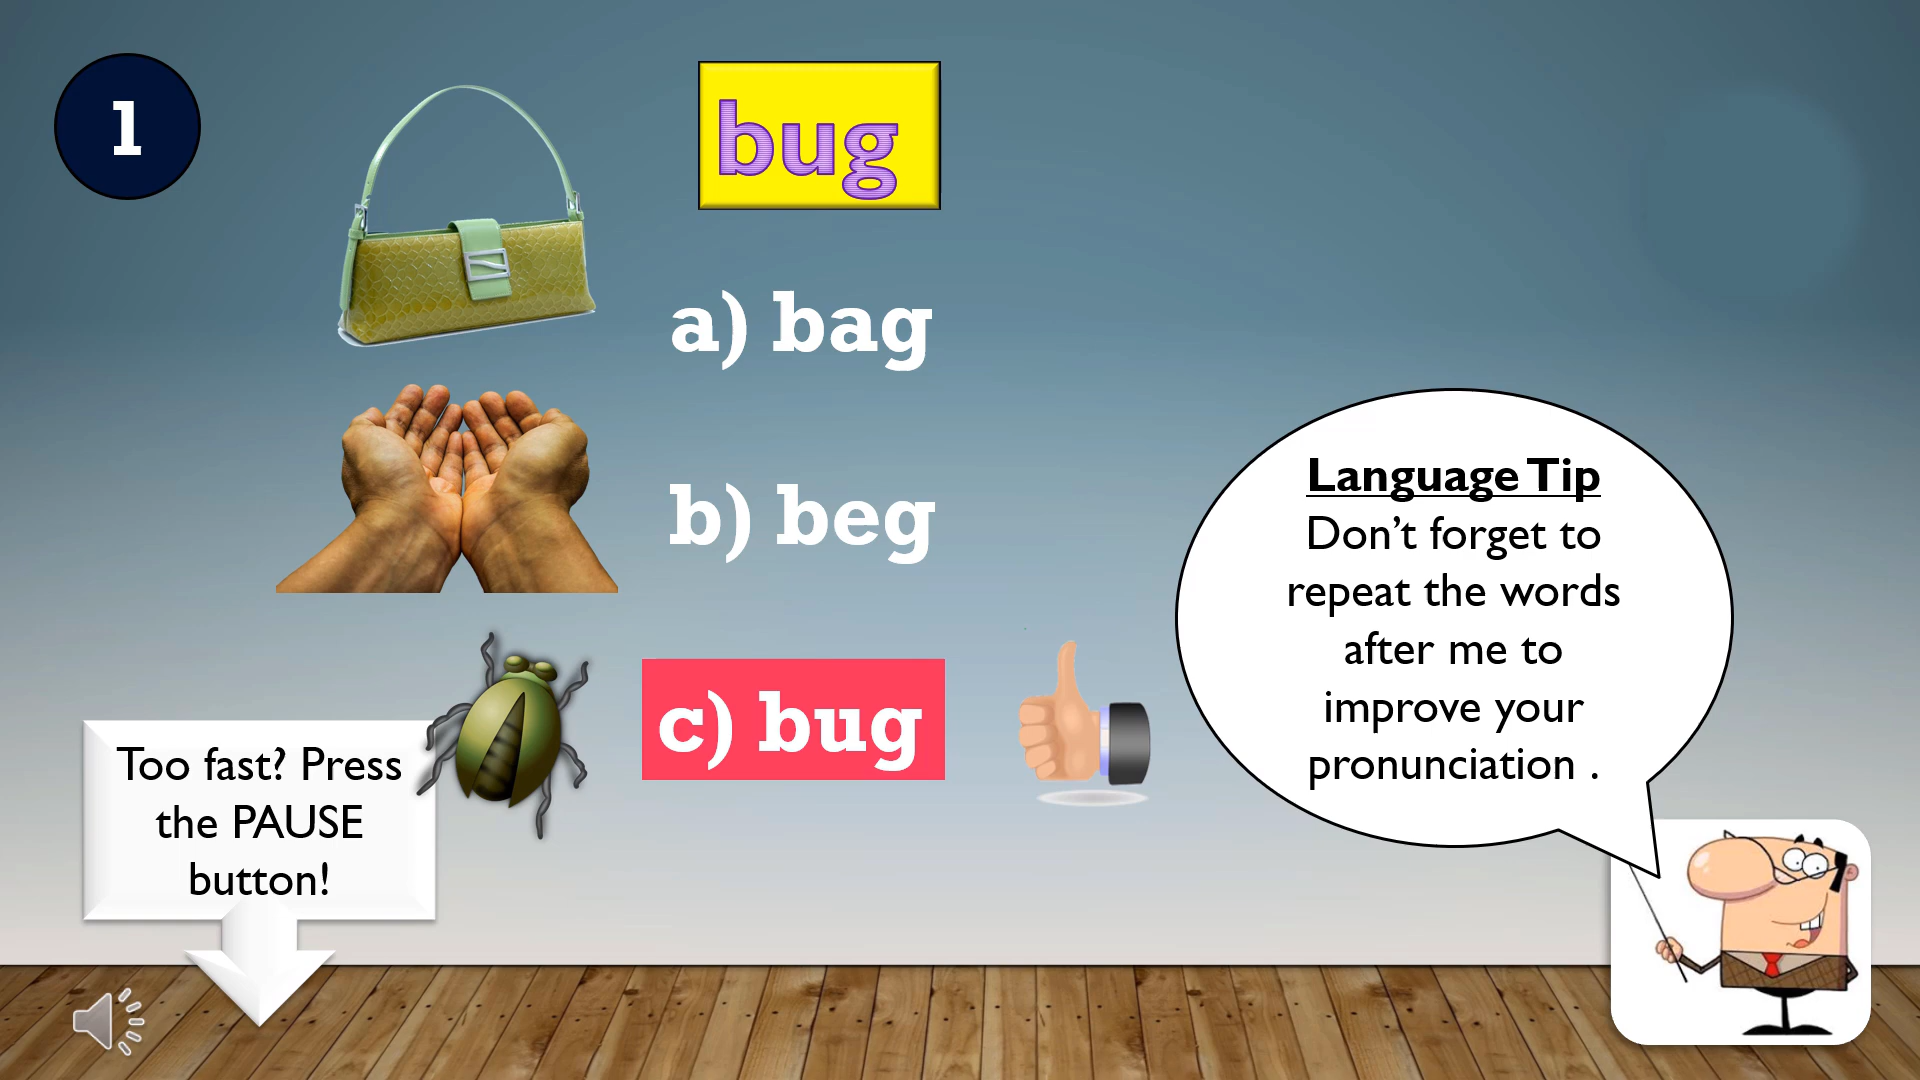 1
bug
a) bag
b) beg
c) bug
Language Tip
Don’t forget to
repeat the words
after me to
improve your
pronunciation .
Too fast? Press
the PAUSE
button!